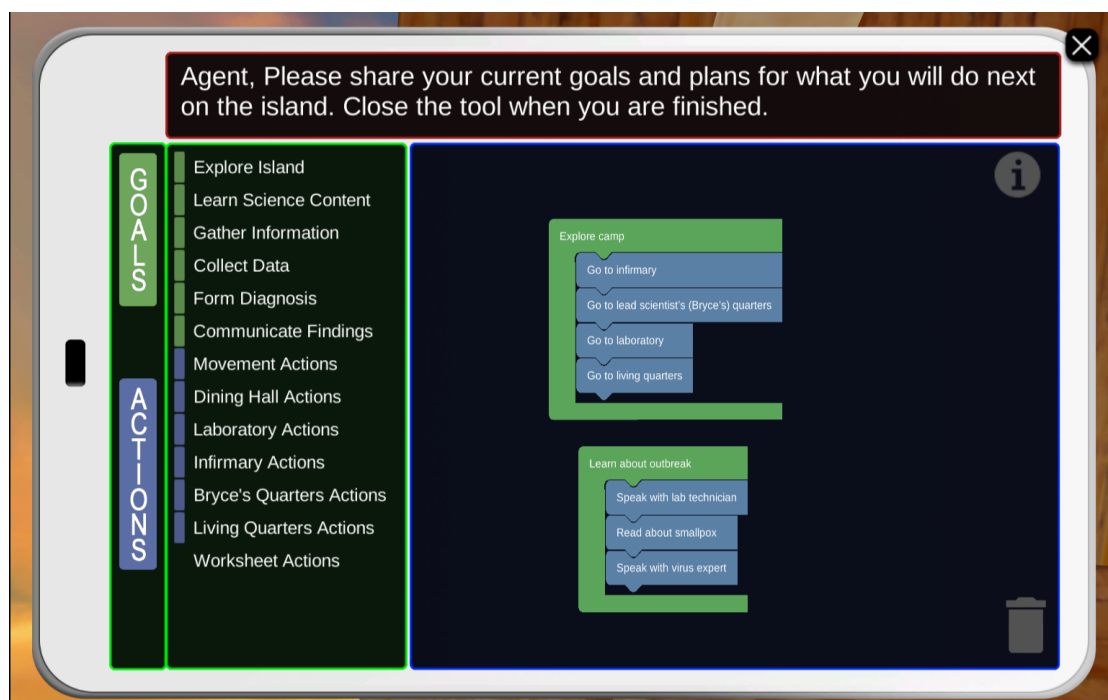 Agent, Please share your current goals and plans for what you will do next
on the island. Close the tool when you are finished.
GOALS
ACTIONS
Explore Island
Learn Science Content
Gather Information
Collect Data
Form Diagnosis
Communicate Findings
Movement Actions
Dining Hall Actions
Laboratory Actions
Infirmary Actions
Bryce's Quarters Actions
Living Quarters Actions
Worksheet Actions
Explore camp
Go to infirmary
Go to lead scientist's (Bryce's) quarters
Go to laboratory
Go to living quarters
Learn about outbreak
Speak with lab technician
Read about smallpox
Speak with virus expert